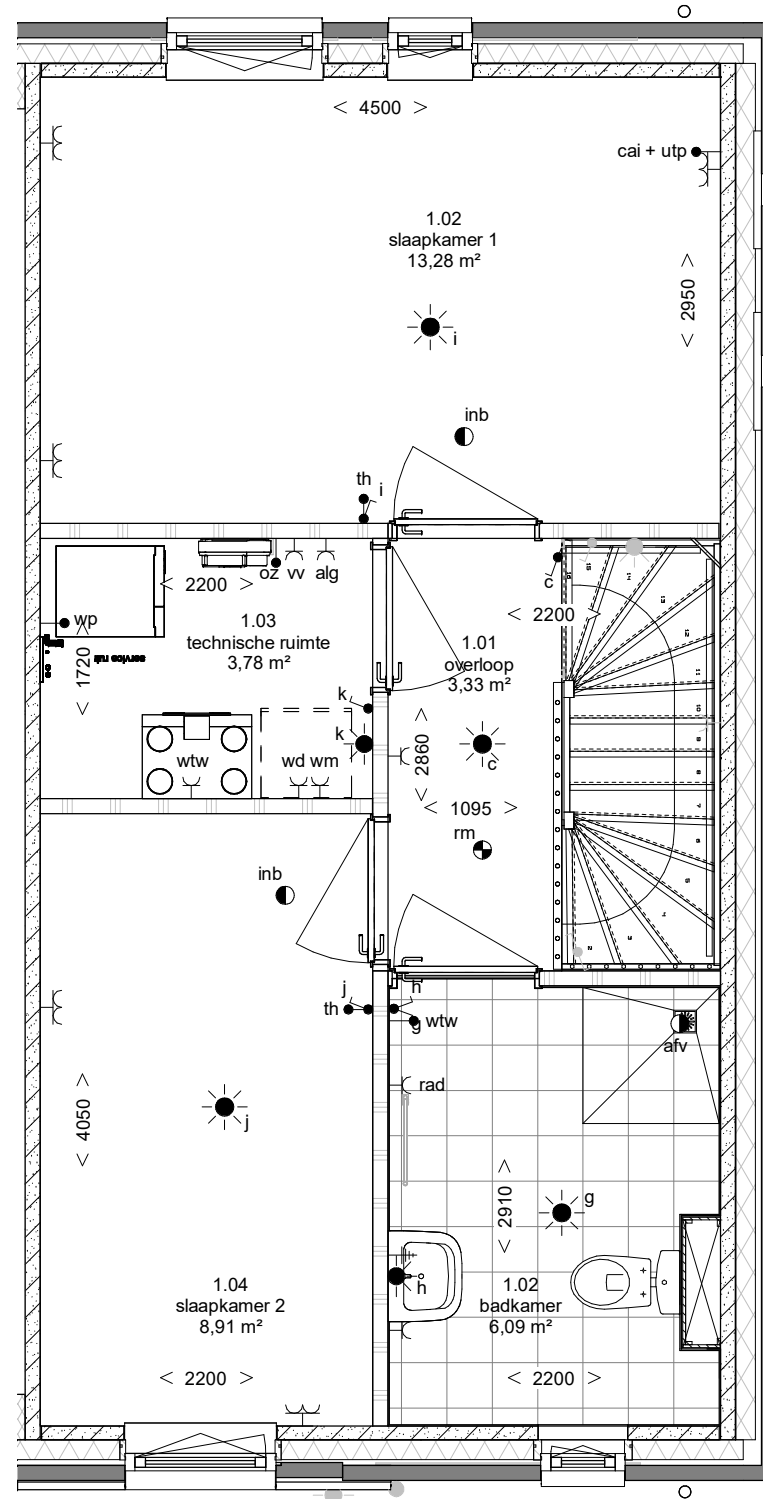 4500
cai + utp
1.02
slaapkamer 1
13,28 m²
2950
i
inb
th
i
oz vv alg
2200
c
2200
wp
1.03
technische ruimte
3,78 m²
1.01
overloop
3,33 m²
1720
k
k
2860
c
wtw
wd wm
1095
rm
inb
j
h
th
g wtw
afv
rad
4050
j
2910
g
h
1.04
slaapkamer 2
8,91 m²
1.02
badkamer
6,09 m²
2200
2200